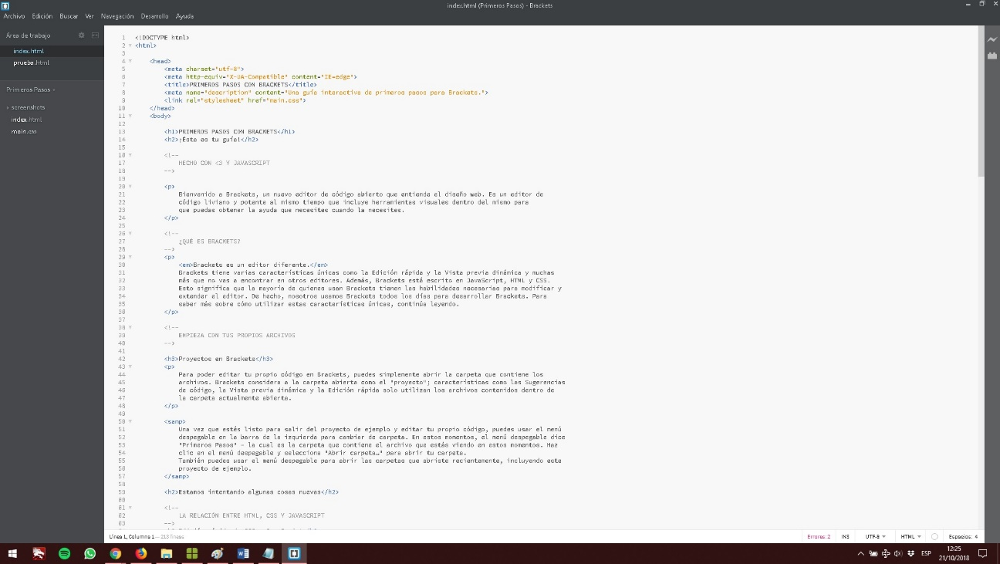 index.html (Primeros Pasos) - Brackets
Archivo Edición Buscar Ver Navegación Desarrollo Ayuda
Área de trabajo
index.html
prueba.html
Primeros Pasos
screenshots
index.html
main.css
1 <!DOCTYPE html>
2 <html>
3
4 <head>
5 <meta charset="utf-8">
6 <meta http-equiv="X-UA-Compatible" content="IE=edge">
7 <title>PRIMEROS PASOS CON BRACKETS</title>
8 <meta name="description" content="Una guía interactiva de primeros pasos para Brackets.">
9 <link rel="stylesheet" href="main.css">
10 </head>
11 <body>
12
13 <h1>PRIMEROS PASOS CON BRACKETS</h1>
14 <h2>¡Ésta es tu guía!</h2>
15
16 <!--
17 HECHO CON <3 Y JAVASCRIPT
18 -->
19
20 <p>
21 Bienvenido a Brackets, un nuevo editor de código abierto que entiende el diseño web. Es un editor de
22 código liviano y potente al mismo tiempo que incluye herramientas visuales dentro del mismo para
23 que puedas obtener la ayuda que necesites cuando la necesites.
24 </p>
25
26 <!--
27 ¿QUÉ ES BRACKETS?
28 -->
29 <p>
30 <em>Brackets es un editor diferente.</em>
31 Brackets tiene varias características únicas como la Edición rápida y la Vista previa dinámica y muchas
32 más que no vas a encontrar en otros editores. Además, Brackets está escrito en JavaScript, HTML y CSS.
33 Esto significa que la mayoría de quienes usan Brackets tienen las habilidades necesarias para modificar y
34 extender el editor. De hecho, nosotros usamos Brackets todos los días para desarrollar Brackets. Para
35 saber más sobre cómo utilizar estas características únicas, continúa leyendo.
36 </p>
37
38 <!--
39 EMPIEZA CON TUS PROPIOS ARCHIVOS
40 -->
41
42 <h3>Proyectos en Brackets</h3>
43 <p>
44 Para poder editar tu propio código en Brackets, puedes simplemente abrir la carpeta que contiene los
45 archivos. Brackets considera a la carpeta abierta como el "proyecto"; características como las Sugerencias
46 de código, la Vista previa dinámica y la Edición rápida solo utilizan los archivos contenidos dentro de
47 la carpeta actualmente abierta.
48 </p>
49
50 <samp>
51 Una vez que estés listo para salir del proyecto de ejemplo y editar tu propio código, puedes usar el menú
52 despegable en la barra de la izquierda para cambiar de carpeta. En estos momentos, el menú despegable dice
53 "Primeros Pasos" - la cual es la carpeta que contiene el archivo que estás viendo en estos momentos. Haz
54 clic en el menú despegable y selecciona "Abrir carpeta…" para abrir tu carpeta.
55 También puedes usar el menú despegable para abrir las carpetas que abriste recientemente, incluyendo este
56 proyecto de ejemplo.
57 </samp>
58
59 <h2>Estamos intentando algunas cosas nuevas</h2>
60
61 <!--
62 LA RELACIÓN ENTRE HTML, CSS Y JAVASCRIPT
63 -->
Línea 1, Columna 1 — 213 líneas
Errores: 2 INS UTF-8 HTML Espacios: 4
ESP
12:25
21/10/2018